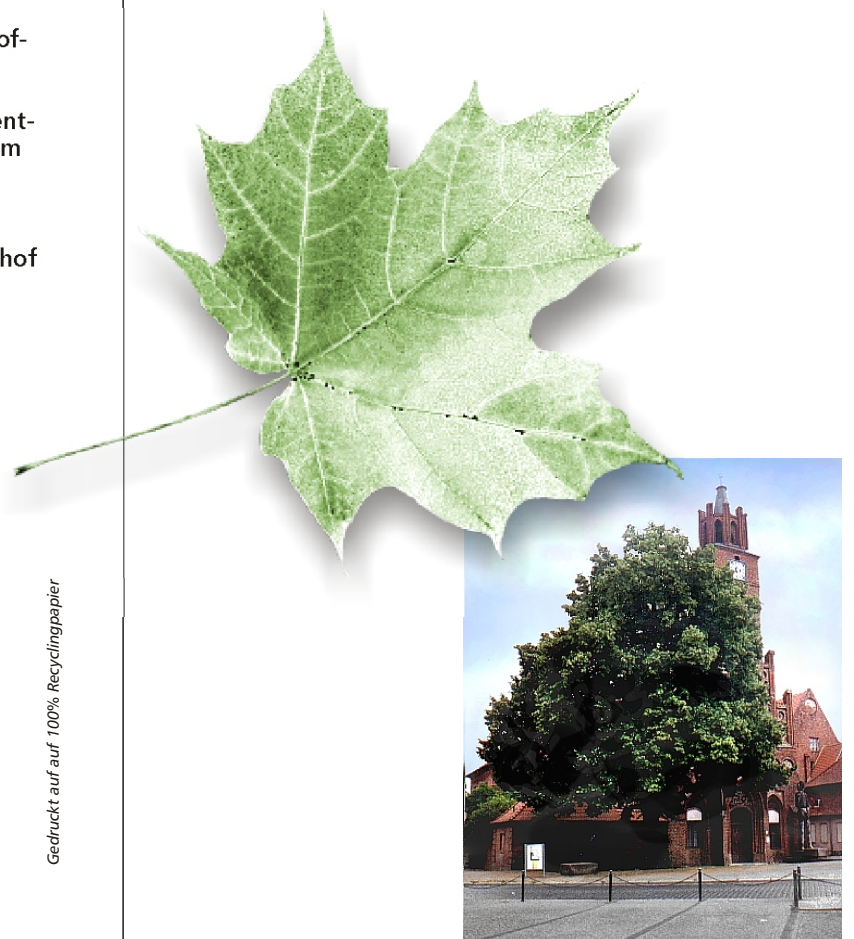 of-
ent-
m
hof
Gedruckt auf auf 100% Recyclingpapier